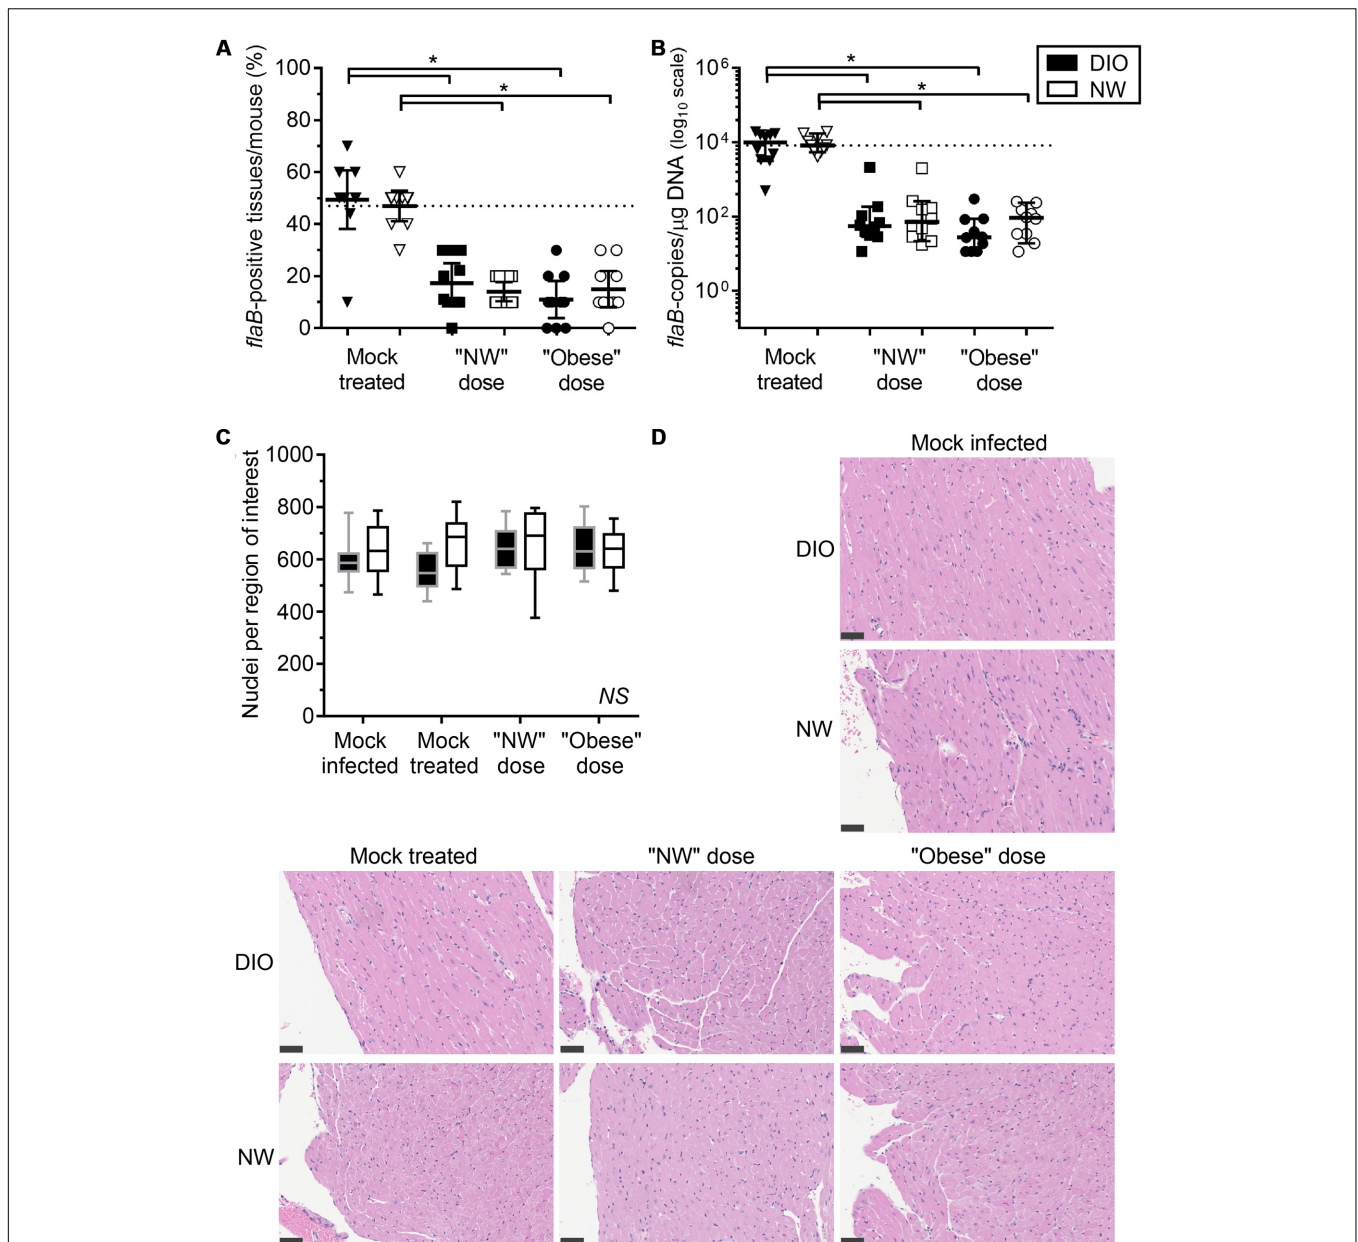 A
flaB-positive tissues/mouse (%)
100
80
60
40
20
0
*
*
Mock treated
"NW" dose
"Obese" dose
B
flaB-copies/µg DNA (log10 scale)
10^6
10^4
10^2
10^0
*
*
DIO
NW
Mock treated
"NW" dose
"Obese" dose
C
Nuclei per region of interest
1000
800
600
400
200
0
NS
Mock infected
Mock treated
"NW" dose
"Obese" dose
D
Mock infected
DIO
NW
Mock treated
"NW" dose
"Obese" dose
DIO
NW